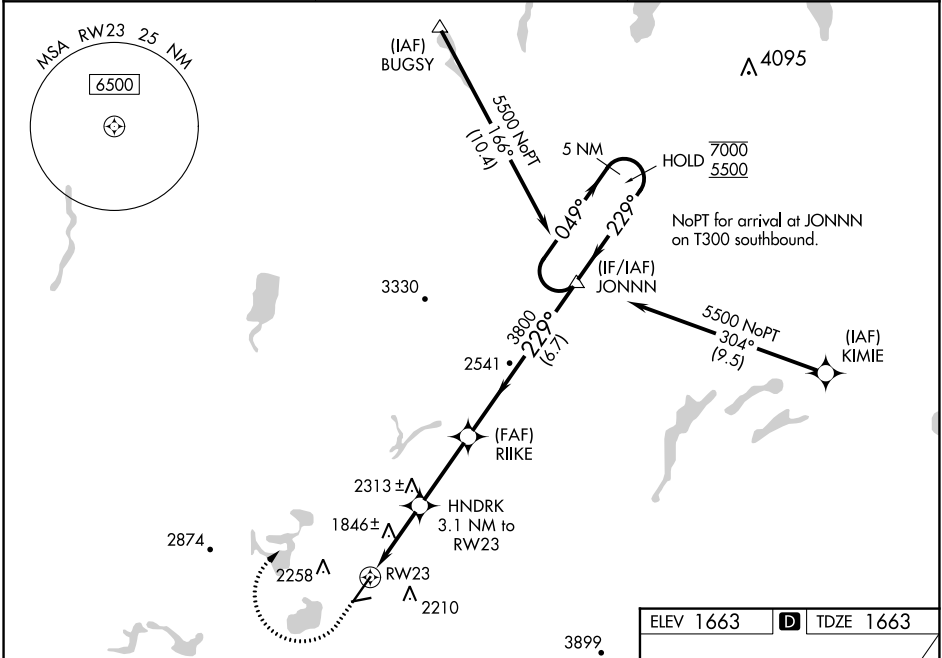 MSA RW23 25 NM
6500
(IAF)
BUGSY
5500 NoPT
166°
(10.4)
4095
5 NM
HOLD
7000
5500
049°
229°
NoPT for arrival at JONNN
on T300 southbound.
(IF/IAF)
JONNN
3330
3800
229°
(6.7)
2541
5500 NoPT
304°
(9.5)
(IAF)
KIMIE
(FAF)
RIIKE
2313 ±
HNDRK
3.1 NM to
RW23
1846±
2874
2258
RW23
2210
3899
ELEV 1663
D
TDZE 1663